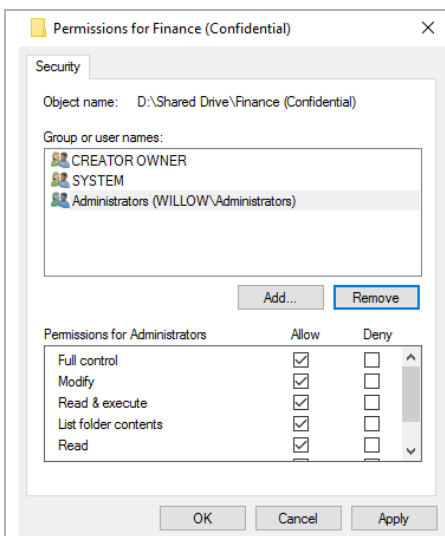 Permissions for Finance (Confidential)
Security
Object name: D:\Shared Drive\Finance (Confidential)
Group or user names:
CREATOR OWNER
SYSTEM
Administrators (WILLOW\Administrators)
Add... Remove
Permissions for Administrators Allow Deny
Full control
Modify
Read & execute
List folder contents
Read
OK Cancel Apply